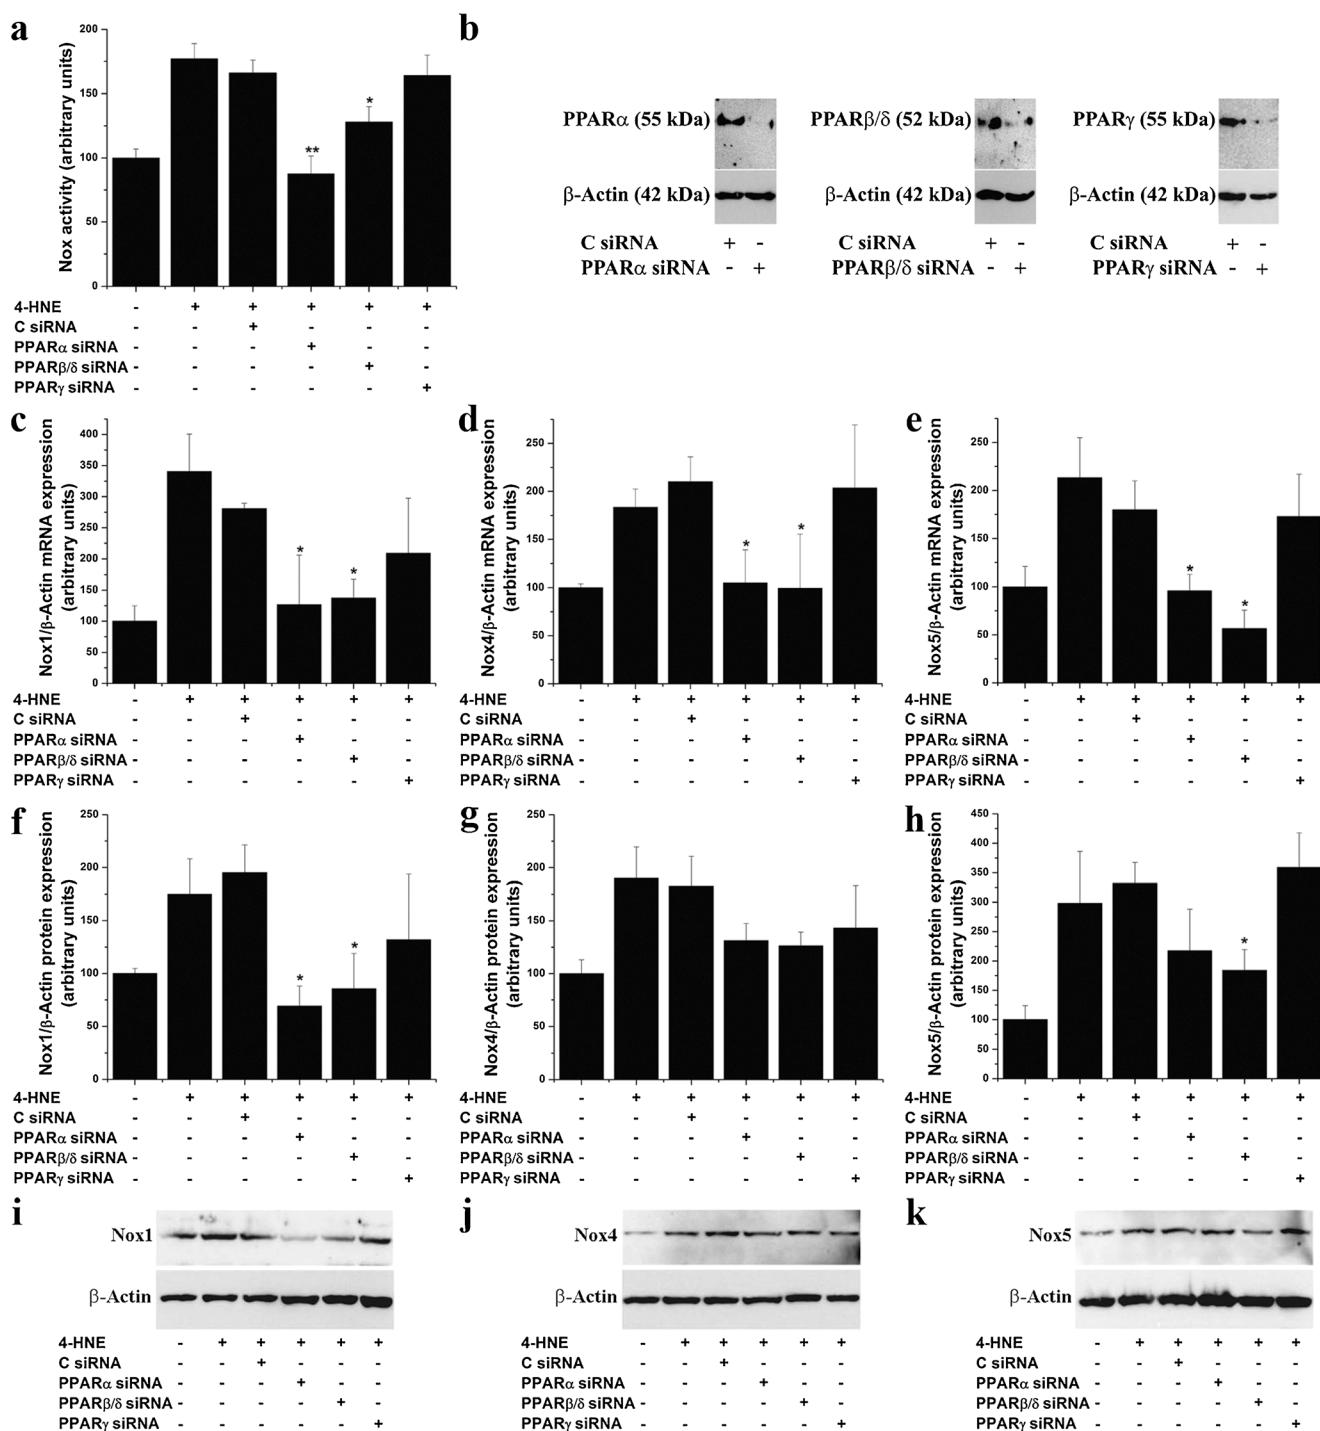 a
Nox activity (arbitrary units)
200
150
100
50
0
**
*
4-HNE - + + + + +
C siRNA - - + - - -
PPARα siRNA - - - + - -
PPARβ/δ siRNA - - - - + -
PPARγ siRNA - - - - - +
b
PPARα (55 kDa)
β-Actin (42 kDa)
C siRNA + -
PPARα siRNA - +
PPARβ/δ (52 kDa)
β-Actin (42 kDa)
C siRNA + -
PPARβ/δ siRNA - +
PPARγ (55 kDa)
β-Actin (42 kDa)
C siRNA + -
PPARγ siRNA - +
c
Nox1/β-Actin mRNA expression
(arbitrary units)
400
350
300
250
200
150
100
50
0
*
*
4-HNE - + + + + +
C siRNA - - + - - -
PPARα siRNA - - - + - -
PPARβ/δ siRNA - - - - + -
PPARγ siRNA - - - - - +
d
Nox4/β-Actin mRNA expression
(arbitrary units)
250
200
150
100
50
0
*
*
4-HNE - + + + + +
C siRNA - - + - - -
PPARα siRNA - - - + - -
PPARβ/δ siRNA - - - - + -
PPARγ siRNA - - - - - +
e
Nox5/β-Actin mRNA expression
(arbitrary units)
250
200
150
100
50
0
*
*
4-HNE - + + + + +
C siRNA - - + - - -
PPARα siRNA - - - + - -
PPARβ/δ siRNA - - - - + -
PPARγ siRNA - - - - - +
f
Nox1/β-Actin protein expression
(arbitrary units)
250
200
150
100
50
0
*
*
4-HNE - + + + + +
C siRNA - - + - - -
PPARα siRNA - - - + - -
PPARβ/δ siRNA - - - - + -
PPARγ siRNA - - - - - +
g
Nox4/β-Actin protein expression
(arbitrary units)
250
200
150
100
50
0
4-HNE - + + + + +
C siRNA - - + - - -
PPARα siRNA - - - + - -
PPARβ/δ siRNA - - - - + -
PPARγ siRNA - - - - - +
h
Nox5/β-Actin protein expression
(arbitrary units)
450
400
350
300
250
200
150
100
50
0
*
4-HNE - + + + + +
C siRNA - - + - - -
PPARα siRNA - - - + - -
PPARβ/δ siRNA - - - - + -
PPARγ siRNA - - - - - +
i
Nox1
β-Actin
4-HNE - + + + + +
C siRNA - - + - - -
PPARα siRNA - - - + - -
PPARβ/δ siRNA - - - - + -
PPARγ siRNA - - - - - +
j
Nox4
β-Actin
4-HNE - + + + + +
C siRNA - - + - - -
PPARα siRNA - - - + - -
PPARβ/δ siRNA - - - - + -
PPARγ siRNA - - - - - +
k
Nox5
β-Actin
4-HNE - + + + + +
C siRNA - - + - - -
PPARα siRNA - - - + - -
PPARβ/δ siRNA - - - - + -
PPARγ siRNA - - - - - +